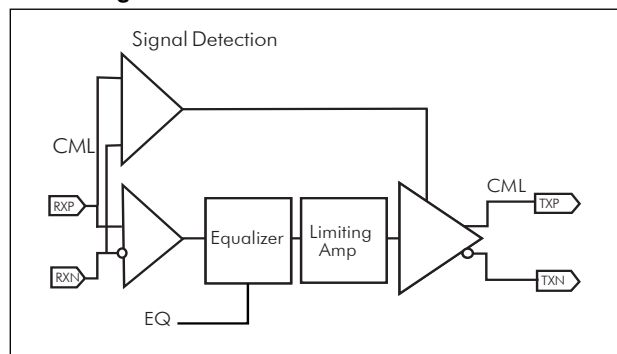 Signal Detection
CML
RXP
RXN
Equalizer
Limiting
Amp
EQ
CML
TXP
TXN